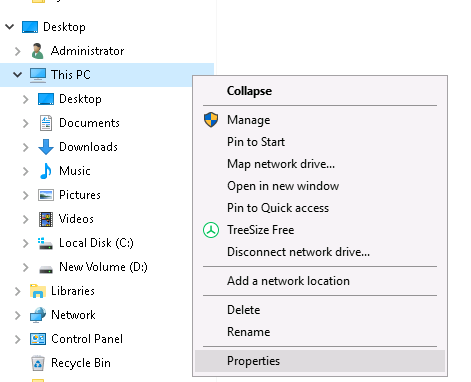 Desktop
Administrator
This PC
Desktop
Documents
Downloads
Music
Pictures
Videos
Local Disk (C:)
New Volume (D:)
Libraries
Network
Control Panel
Recycle Bin
Collapse
Manage
Pin to Start
Map network drive...
Open in new window
Pin to Quick access
TreeSize Free
Disconnect network drive...
Add a network location
Delete
Rename
Properties